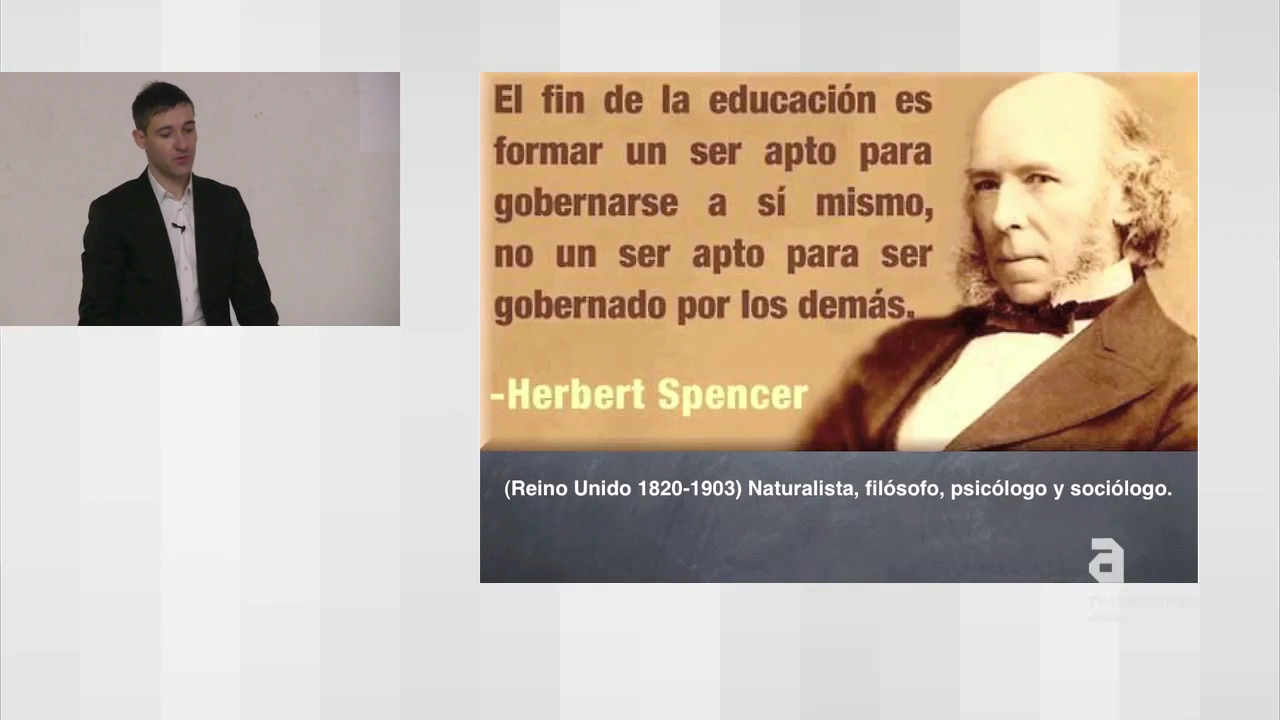 El fin de la educación es
formar un ser apto para
gobernarse a sí mismo,
no un ser apto para ser
gobernado por los demás.
-Herbert Spencer
(Reino Unido 1820-1903) Naturalista, filósofo, psicólogo y sociólogo.
a